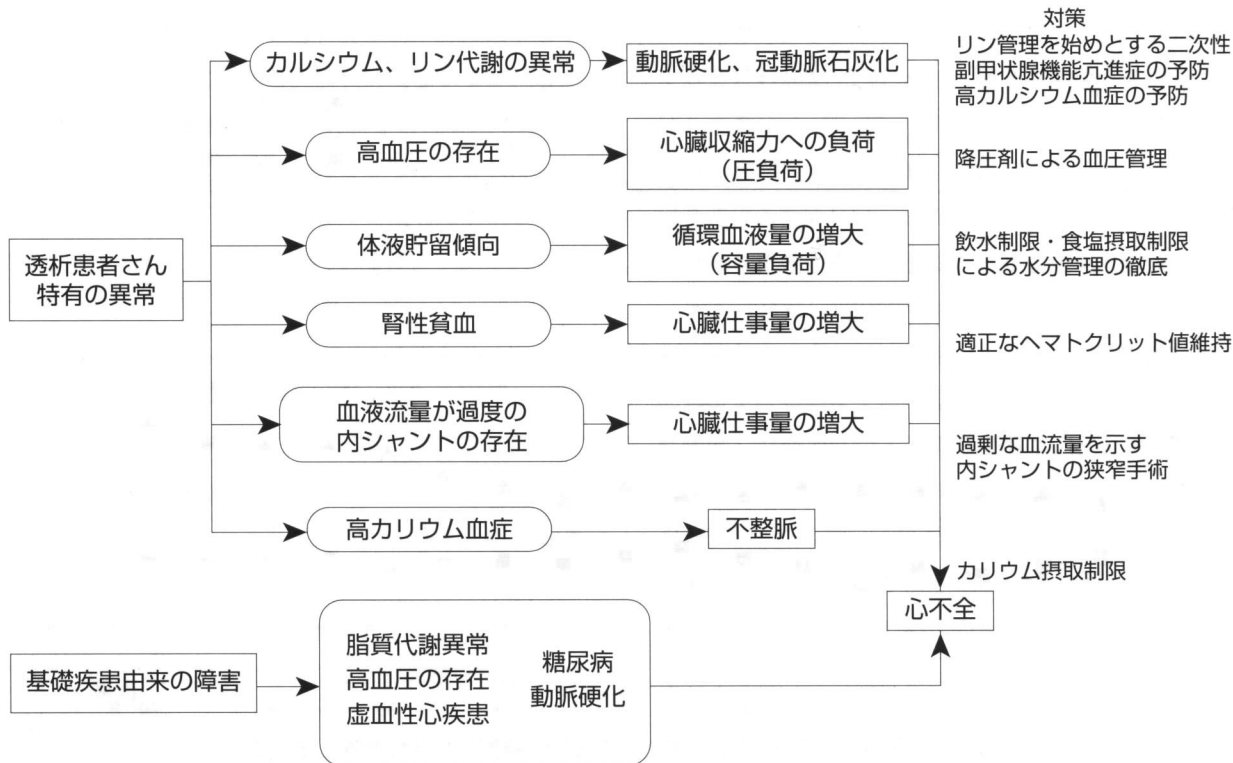 対策
カルシウム、リン代謝の異常
動脈硬化、冠動脈石灰化
リン管理を始めとする二次性
副甲状腺機能亢進症の予防
高カルシウム血症の予防
高血圧の存在
心臓収縮力への負荷
（圧負荷）
降圧剤による血圧管理
透析患者さん
特有の異常
体液貯留傾向
循環血液量の増大
（容量負荷）
飲水制限・食塩摂取制限
による水分管理の徹底
腎性貧血
心臓仕事量の増大
適正なヘマトクリット値維持
血液流量が過度の
内シャントの存在
心臓仕事量の増大
過剰な血流量を示す
内シャントの狭窄手術
高カリウム血症
不整脈
カリウム摂取制限
心不全
基礎疾患由来の障害
脂質代謝異常
高血圧の存在
虚血性心疾患
糖尿病
動脈硬化